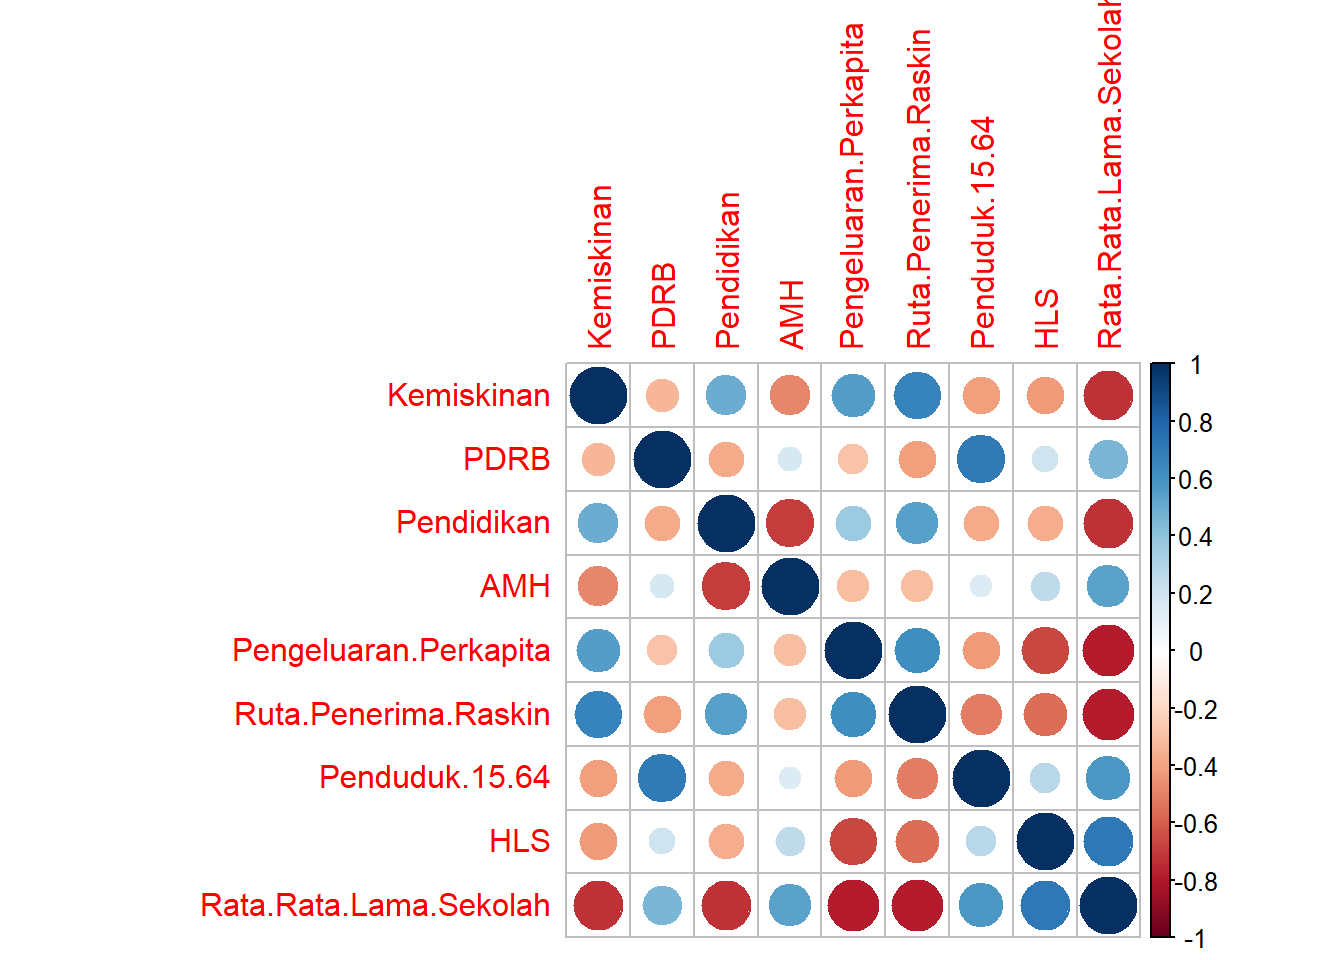 Kemiskinan
PDRB
Pendidikan
AMH
Pengeluaran.Perkapita
Ruta.Penerima.Raskin
Penduduk.15.64
HLS
Rata.Rata.Lama.Sekolah
Kemiskinan
PDRB
Pendidikan
AMH
Pengeluaran.Perkapita
Ruta.Penerima.Raskin
Penduduk.15.64
HLS
Rata.Rata.Lama.Sekolah
1
0.8
0.6
0.4
0.2
0
-0.2
-0.4
-0.6
-0.8
-1